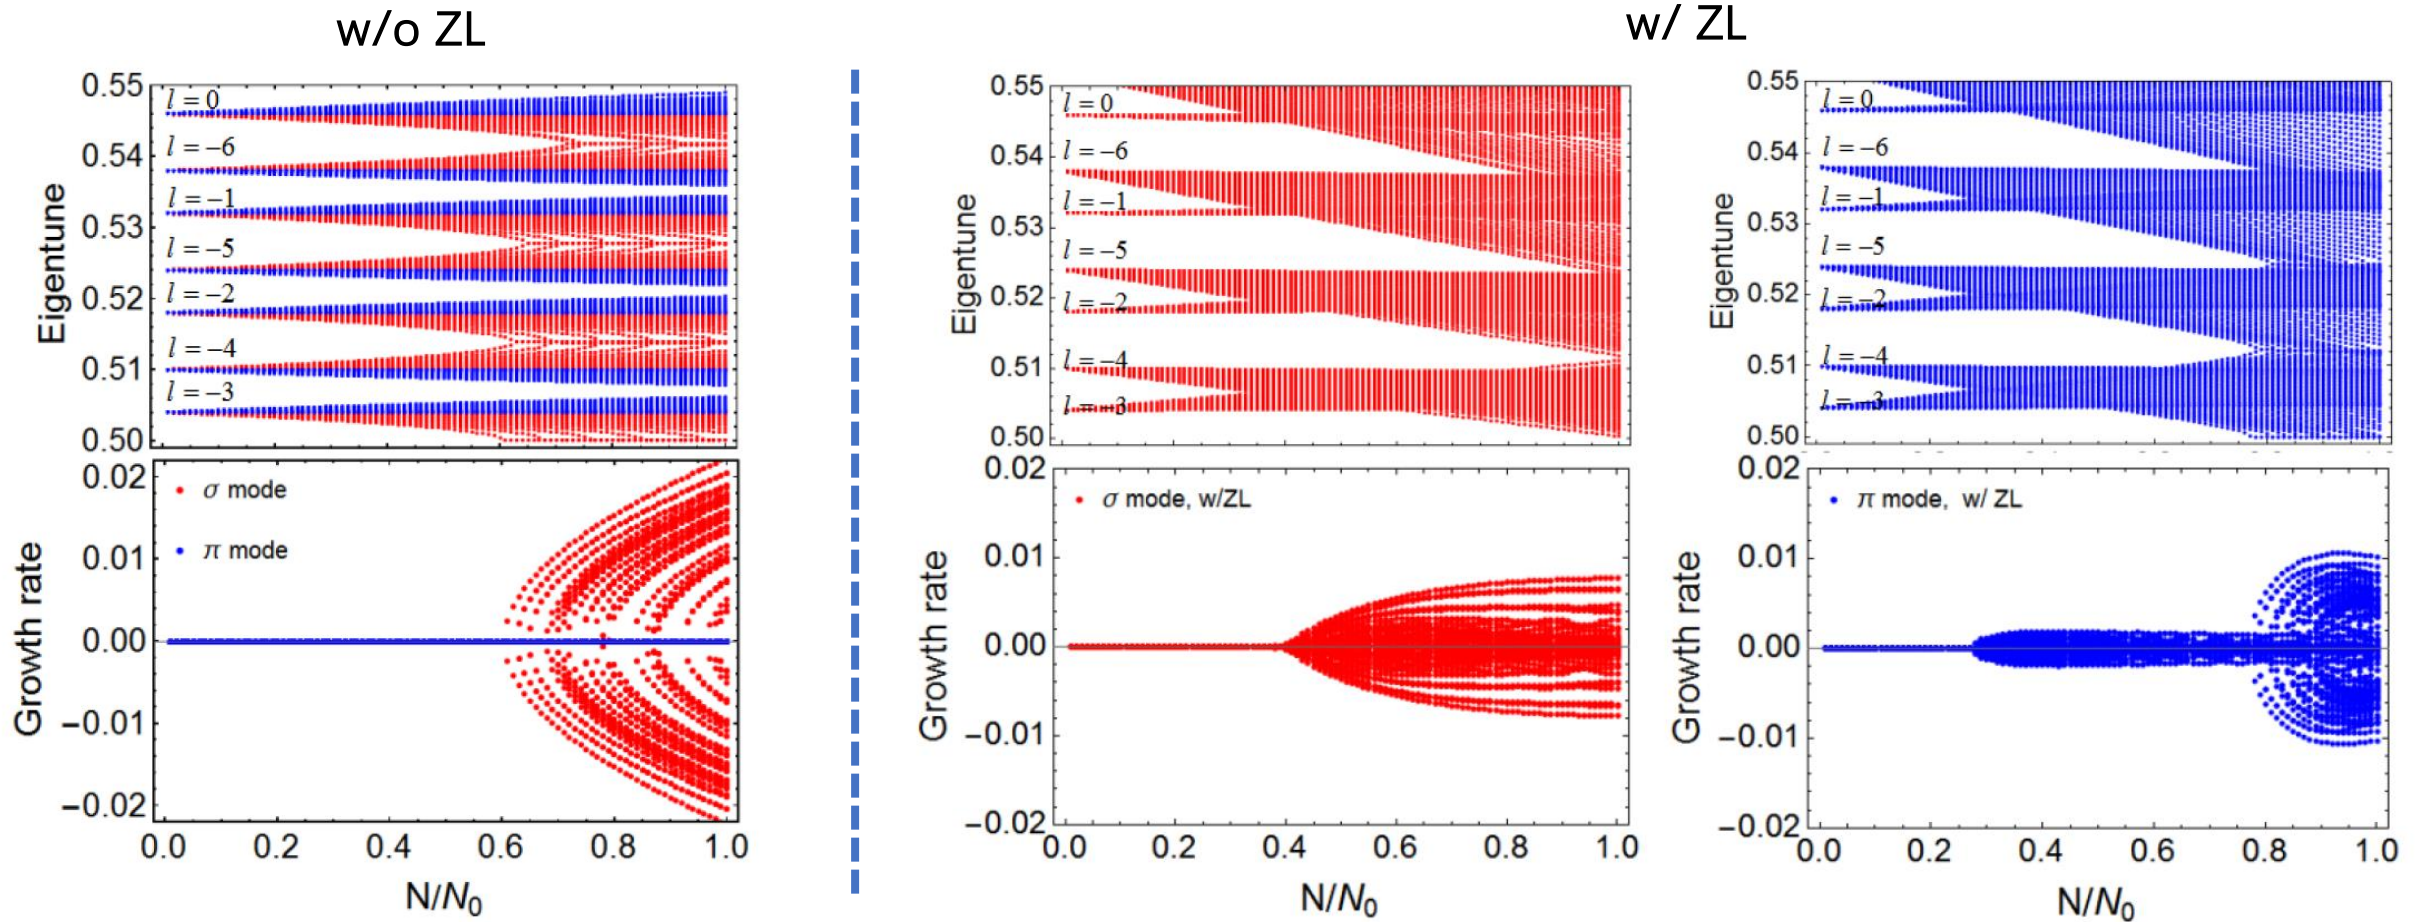 w/o ZL
w/ ZL
Eigentune
0.55
0.54
0.53
0.52
0.51
0.50
l = 0
l = −6
l = −1
l = −5
l = −2
l = −4
l = −3
Growth rate
0.02
0.01
0.00
−0.01
−0.02
σ mode
π mode
0.0 0.2 0.4 0.6 0.8 1.0
N/N₀
Eigentune
0.55
0.54
0.53
0.52
0.51
0.50
l = 0
l = −6
l = −1
l = −5
l = −2
l = −4
l = −3
Growth rate
0.02
0.01
0.00
−0.01
−0.02
σ mode, w/ZL
0.0 0.2 0.4 0.6 0.8 1.0
N/N₀
Eigentune
0.55
0.54
0.53
0.52
0.51
0.50
l = 0
l = −6
l = −1
l = −5
l = −2
l = −4
l = −3
Growth rate
0.02
0.01
0.00
−0.01
−0.02
π mode, w/ ZL
0.0 0.2 0.4 0.6 0.8 1.0
N/N₀